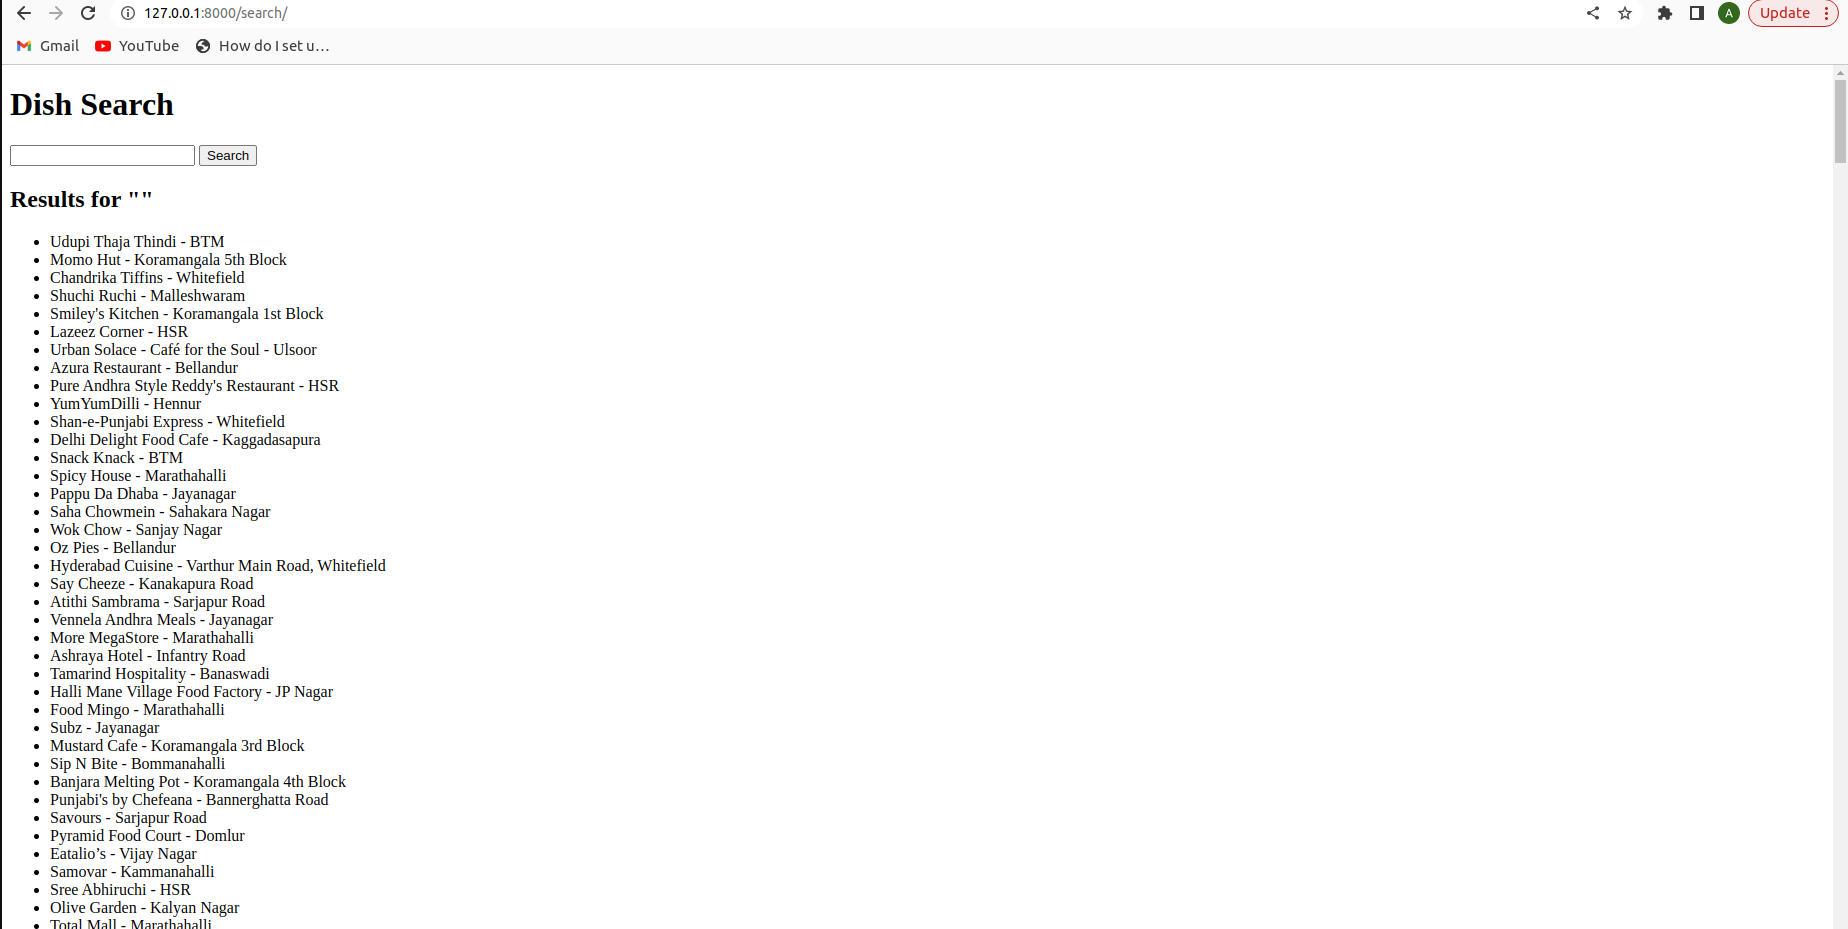 127.0.0.1:8000/search/
A
Update
Gmail YouTube How do I set u…
Dish Search
Search
Results for ""
Udupi Thaja Thindi - BTM
Momo Hut - Koramangala 5th Block
Chandrika Tiffins - Whitefield
Shuchi Ruchi - Malleshwaram
Smiley's Kitchen - Koramangala 1st Block
Lazeez Corner - HSR
Urban Solace - Café for the Soul - Ulsoor
Azura Restaurant - Bellandur
Pure Andhra Style Reddy's Restaurant - HSR
YumYumDilli - Hennur
Shan-e-Punjabi Express - Whitefield
Delhi Delight Food Cafe - Kaggadasapura
Snack Knack - BTM
Spicy House - Marathahalli
Pappu Da Dhaba - Jayanagar
Saha Chowmein - Sahakara Nagar
Wok Chow - Sanjay Nagar
Oz Pies - Bellandur
Hyderabad Cuisine - Varthur Main Road, Whitefield
Say Cheeze - Kanakapura Road
Atithi Sambrama - Sarjapur Road
Vennela Andhra Meals - Jayanagar
More MegaStore - Marathahalli
Ashraya Hotel - Infantry Road
Tamarind Hospitality - Banaswadi
Halli Mane Village Food Factory - JP Nagar
Food Mingo - Marathahalli
Subz - Jayanagar
Mustard Cafe - Koramangala 3rd Block
Sip N Bite - Bommanahalli
Banjara Melting Pot - Koramangala 4th Block
Punjabi's by Chefeana - Bannerghatta Road
Savours - Sarjapur Road
Pyramid Food Court - Domlur
Eatalio’s - Vijay Nagar
Samovar - Kammanahalli
Sree Abhiruchi - HSR
Olive Garden - Kalyan Nagar
Total Mall - Marathahalli